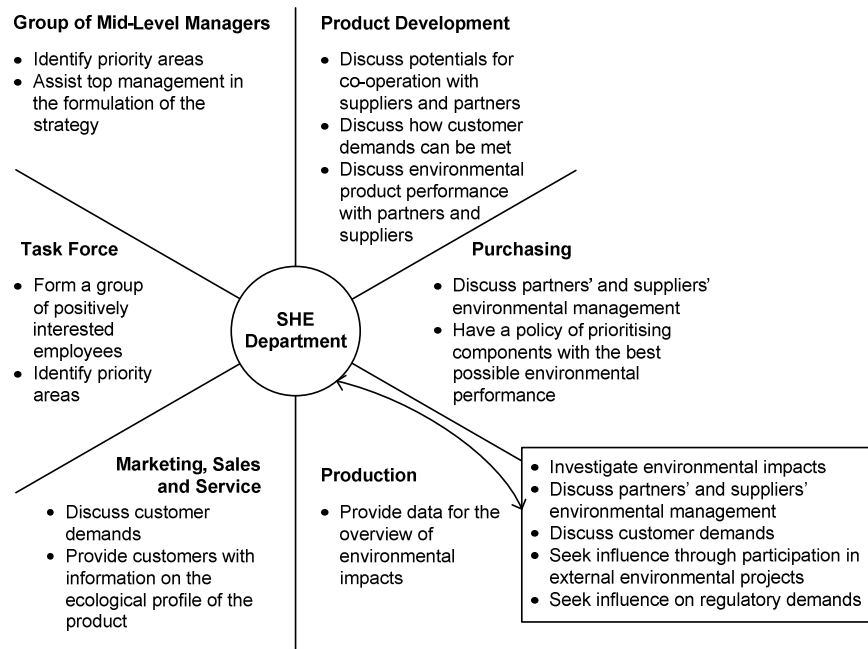 Group of Mid-Level Managers
• Identify priority areas
• Assist top management in
the formulation of the
strategy
Product Development
• Discuss potentials for
co-operation with
suppliers and partners
• Discuss how customer
demands can be met
• Discuss environmental
product performance
with partners and
suppliers
Task Force
• Form a group
of positively
interested
employees
• Identify priority
areas
SHE
Department
Purchasing
• Discuss partners’ and suppliers’
environmental management
• Have a policy of prioritising
components with the best
possible environmental
performance
Marketing, Sales
and Service
• Discuss customer
demands
• Provide customers with
information on the
ecological profile of the
product
Production
• Provide data for the
overview of
environmental
impacts
• Investigate environmental impacts
• Discuss partners’ and suppliers’
environmental management
• Discuss customer demands
• Seek influence through participation in
external environmental projects
• Seek influence on regulatory demands